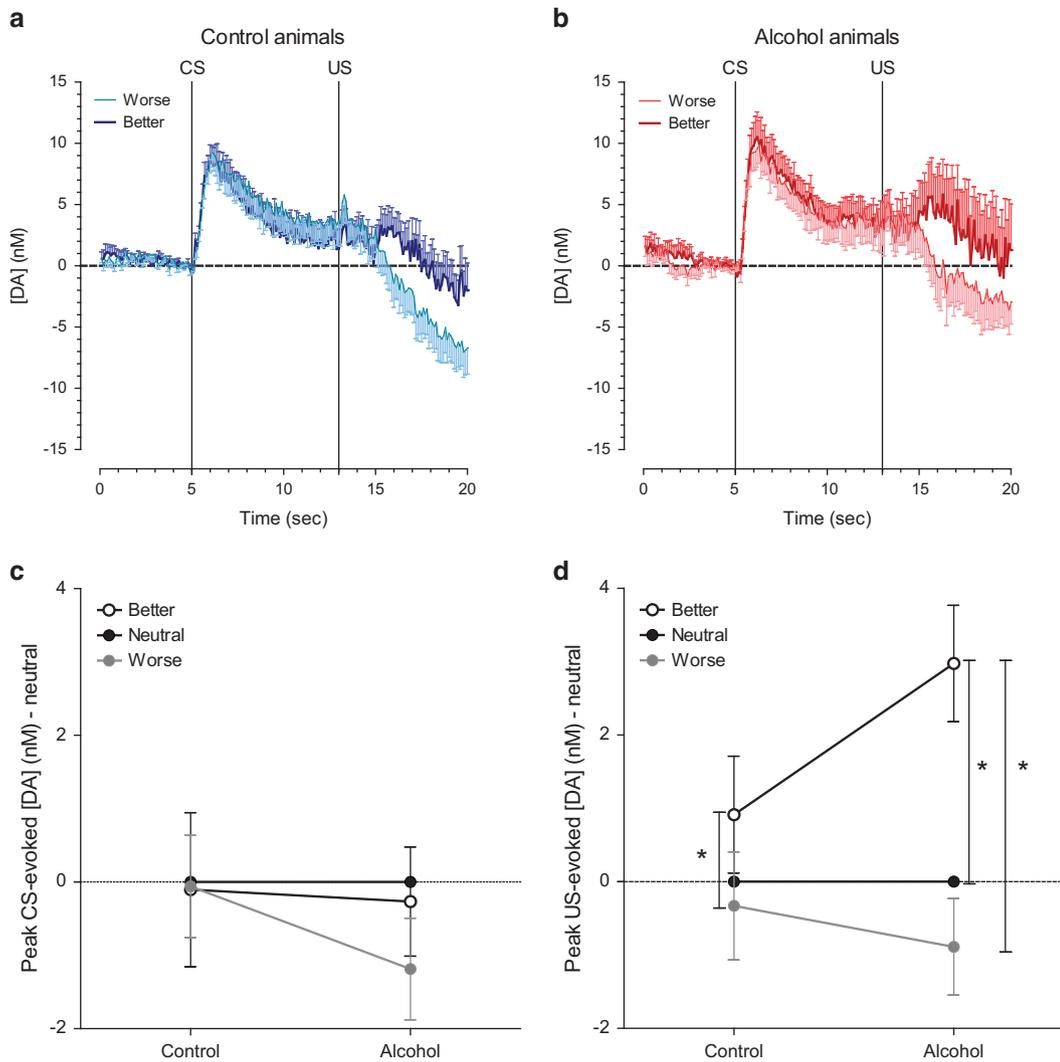 a
Control animals
CS US
15
10
5
0
-5
-10
-15
[DA] (nM)
Worse
Better
0 5 10 15 20
Time (sec)
b
Alcohol animals
CS US
15
10
5
0
-5
-10
-15
[DA] (nM)
Worse
Better
0 5 10 15 20
Time (sec)
c
4
2
0
-2
Peak CS-evoked [DA] (nM) - neutral
Better
Neutral
Worse
Control Alcohol
d
4
2
0
-2
Peak US-evoked [DA] (nM) - neutral
Better
Neutral
Worse
*
* *
Control Alcohol